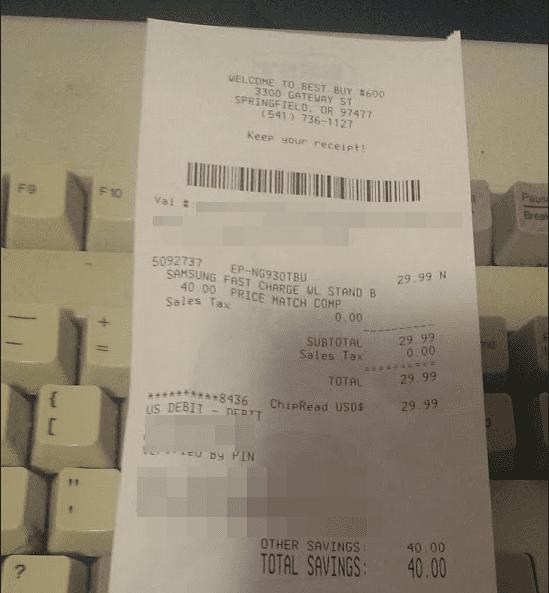 WELCOME TO BEST BUY #600
3300 GATEWAY ST
SPRINGFIELD, OR 97477
(541) 736-1127
Keep your receipt!
Val #:
5092737 EP-NG930TBU 29.99 N
SAMSUNG FAST CHARGE WL STAND B
40.00 PRICE MATCH COMP
Sales Tax 0.00
SUBTOTAL 29.99
Sales Tax 0.00
TOTAL 29.99
**********8436 ChipRead USD$ 29.99
US DEBIT - DEBIT
BY PIN
OTHER SAVINGS: 40.00
TOTAL SAVINGS: 40.00
F9
F10
Pause
Break
+
=
{
[
"
'
?